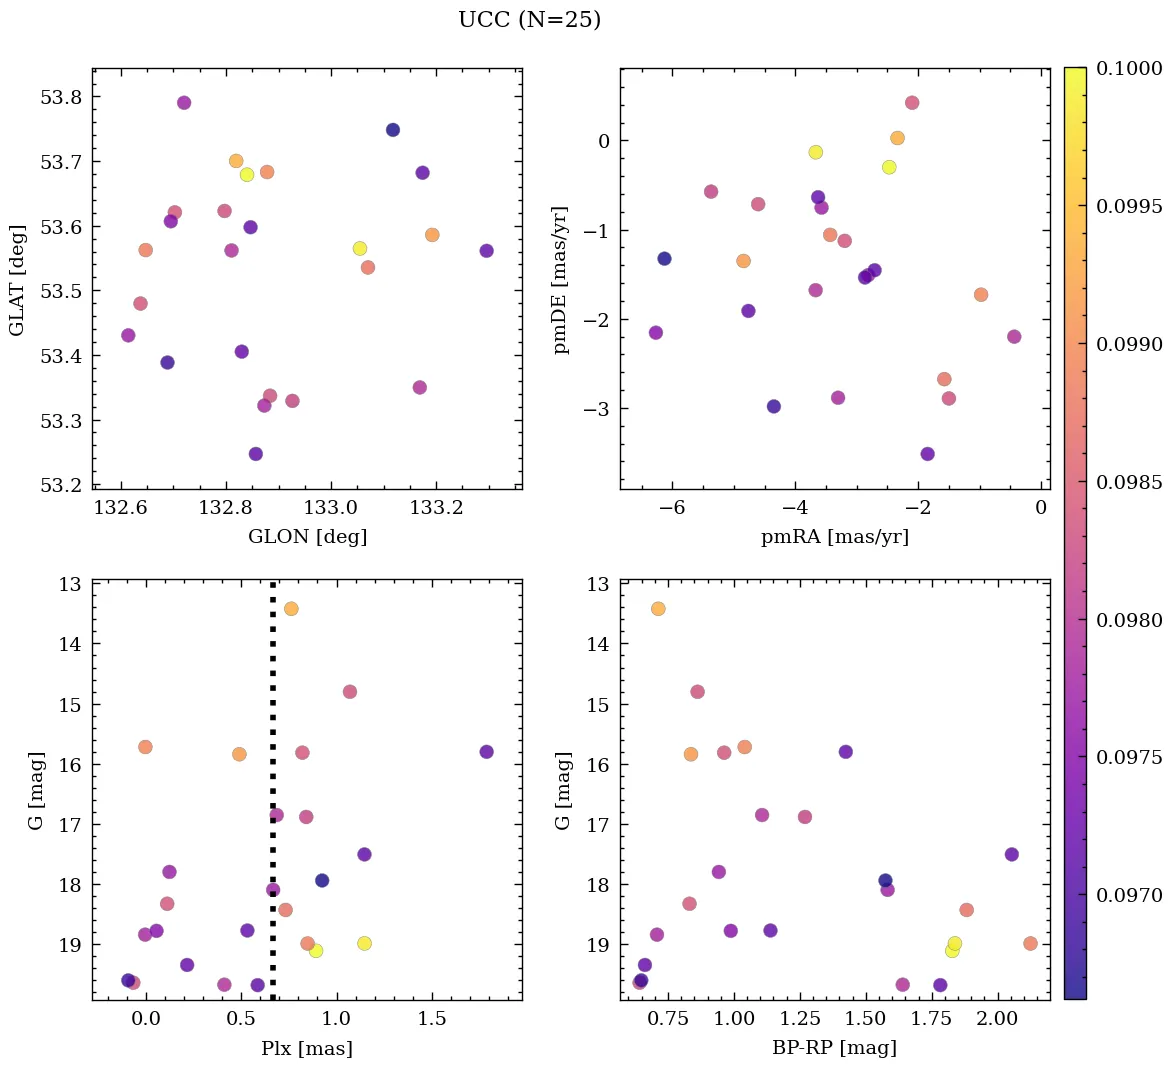 UCC (N=25)
53.8
53.7
53.6
53.5
53.4
53.3
53.2
GLAT [deg]
132.6 132.8 133.0 133.2
GLON [deg]
0
−1
−2
−3
pmDE [mas/yr]
−6 −4 −2 0
pmRA [mas/yr]
0.1000
0.0995
0.0990
0.0985
0.0980
0.0975
0.0970
13
14
15
16
17
18
19
G [mag]
0.0 0.5 1.0 1.5
Plx [mas]
13
14
15
16
17
18
19
G [mag]
0.75 1.00 1.25 1.50 1.75 2.00
BP-RP [mag]